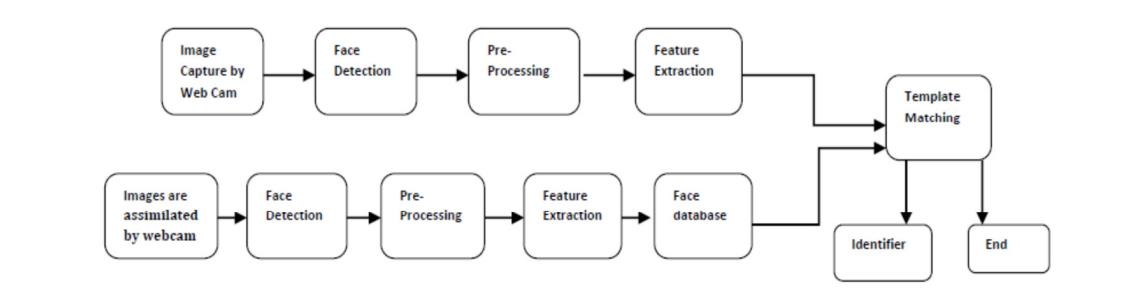 Image
Capture by
Web Cam
Face
Detection
Pre-
Processing
Feature
Extraction
Template
Matching
Images are
assimilated
by webcam
Face
Detection
Pre-
Processing
Feature
Extraction
Face
database
Identifier
End